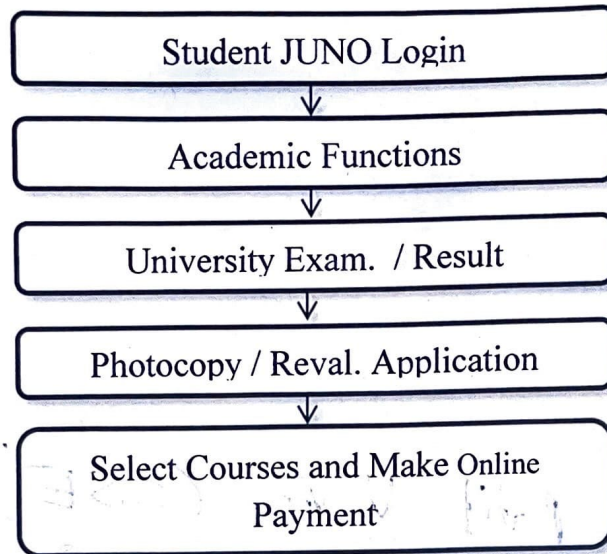 Student JUNO Login
Academic Functions
University Exam. / Result
Photocopy / Reval. Application
Select Courses and Make Online
Payment